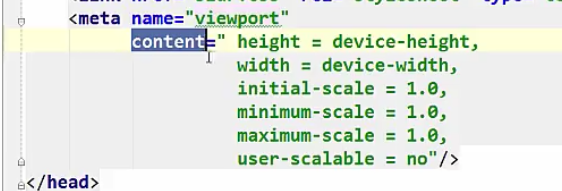 <meta name="viewport"
content=" height = device-height,
width = device-width,
initial-scale = 1.0,
minimum-scale = 1.0,
maximum-scale = 1.0,
user-scalable = no"/>
</head>